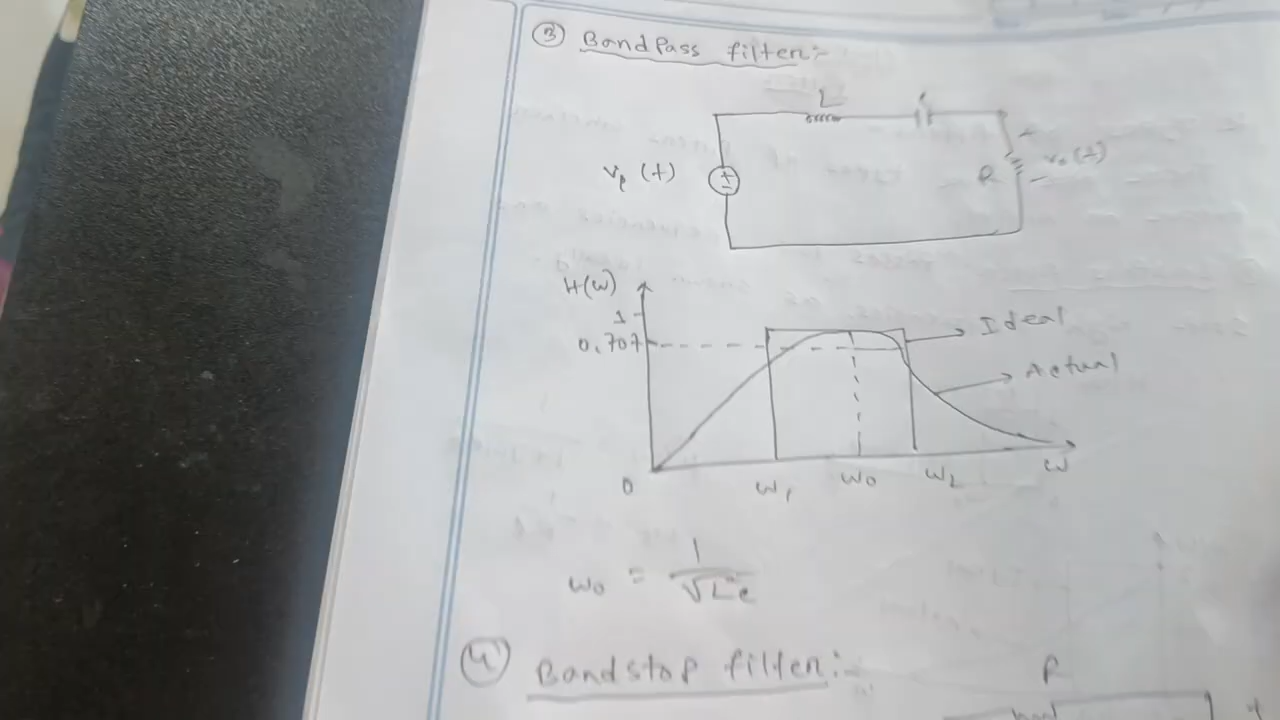 ③ Bandpass filter:-
L
C
vᵢ (t)
+
-
R
+
v₀(t)
-
H(ω)
1
0.707
Ideal
Actual
0
ω₁
ω₀
ω₂
ω
ω₀ = 1/√LC
④ Bandstop filter:-
R